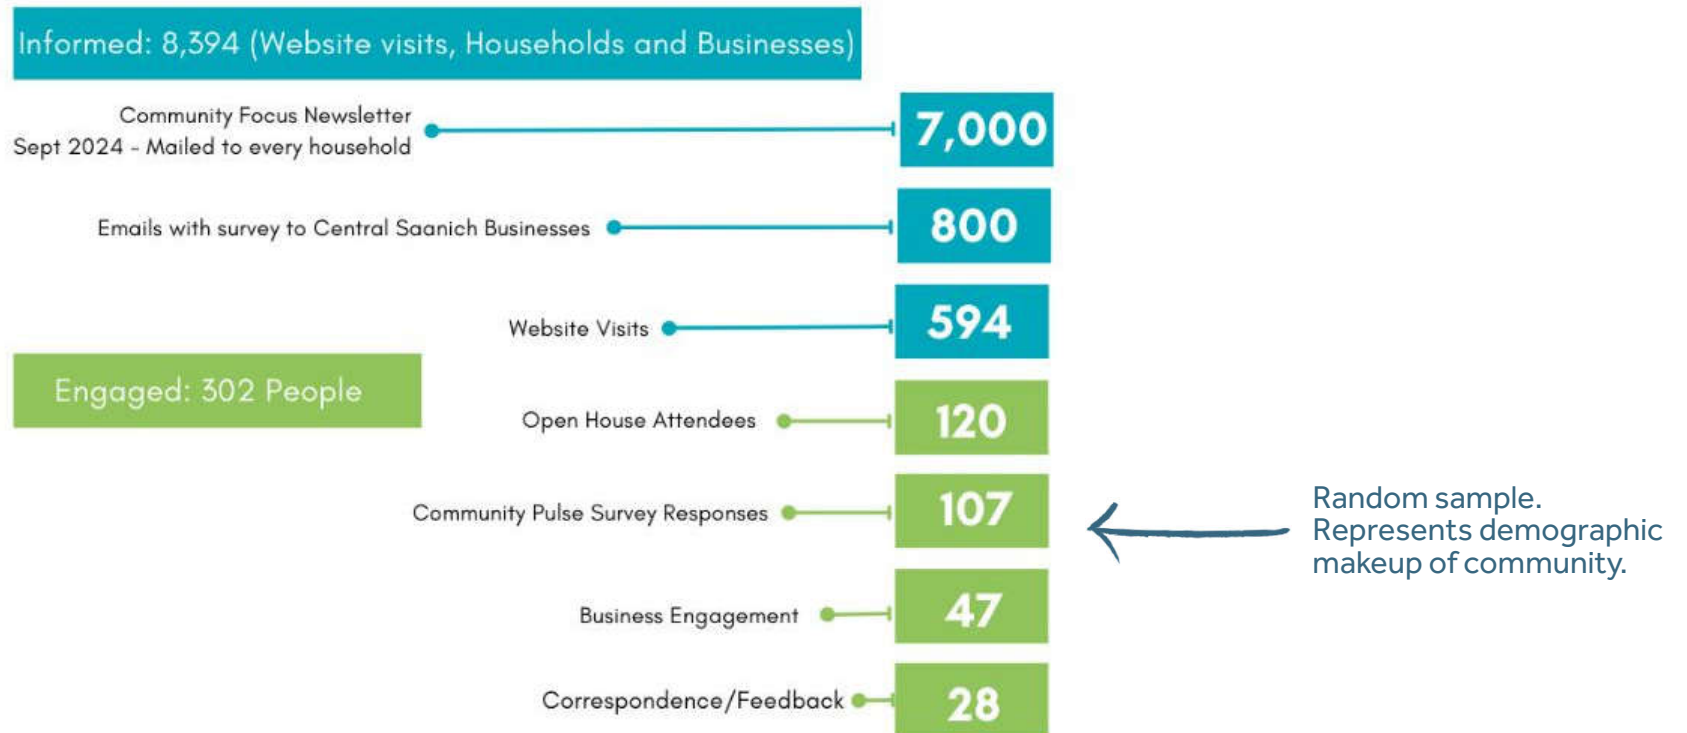 Informed: 8,394 (Website visits, Households and Businesses)
Community Focus Newsletter
Sept 2024 - Mailed to every household
7,000
Emails with survey to Central Saanich Businesses
800
Website Visits
594
Engaged: 302 People
Open House Attendees
120
Community Pulse Survey Responses
107
Random sample.
Represents demographic
makeup of community.
Business Engagement
47
Correspondence/Feedback
28